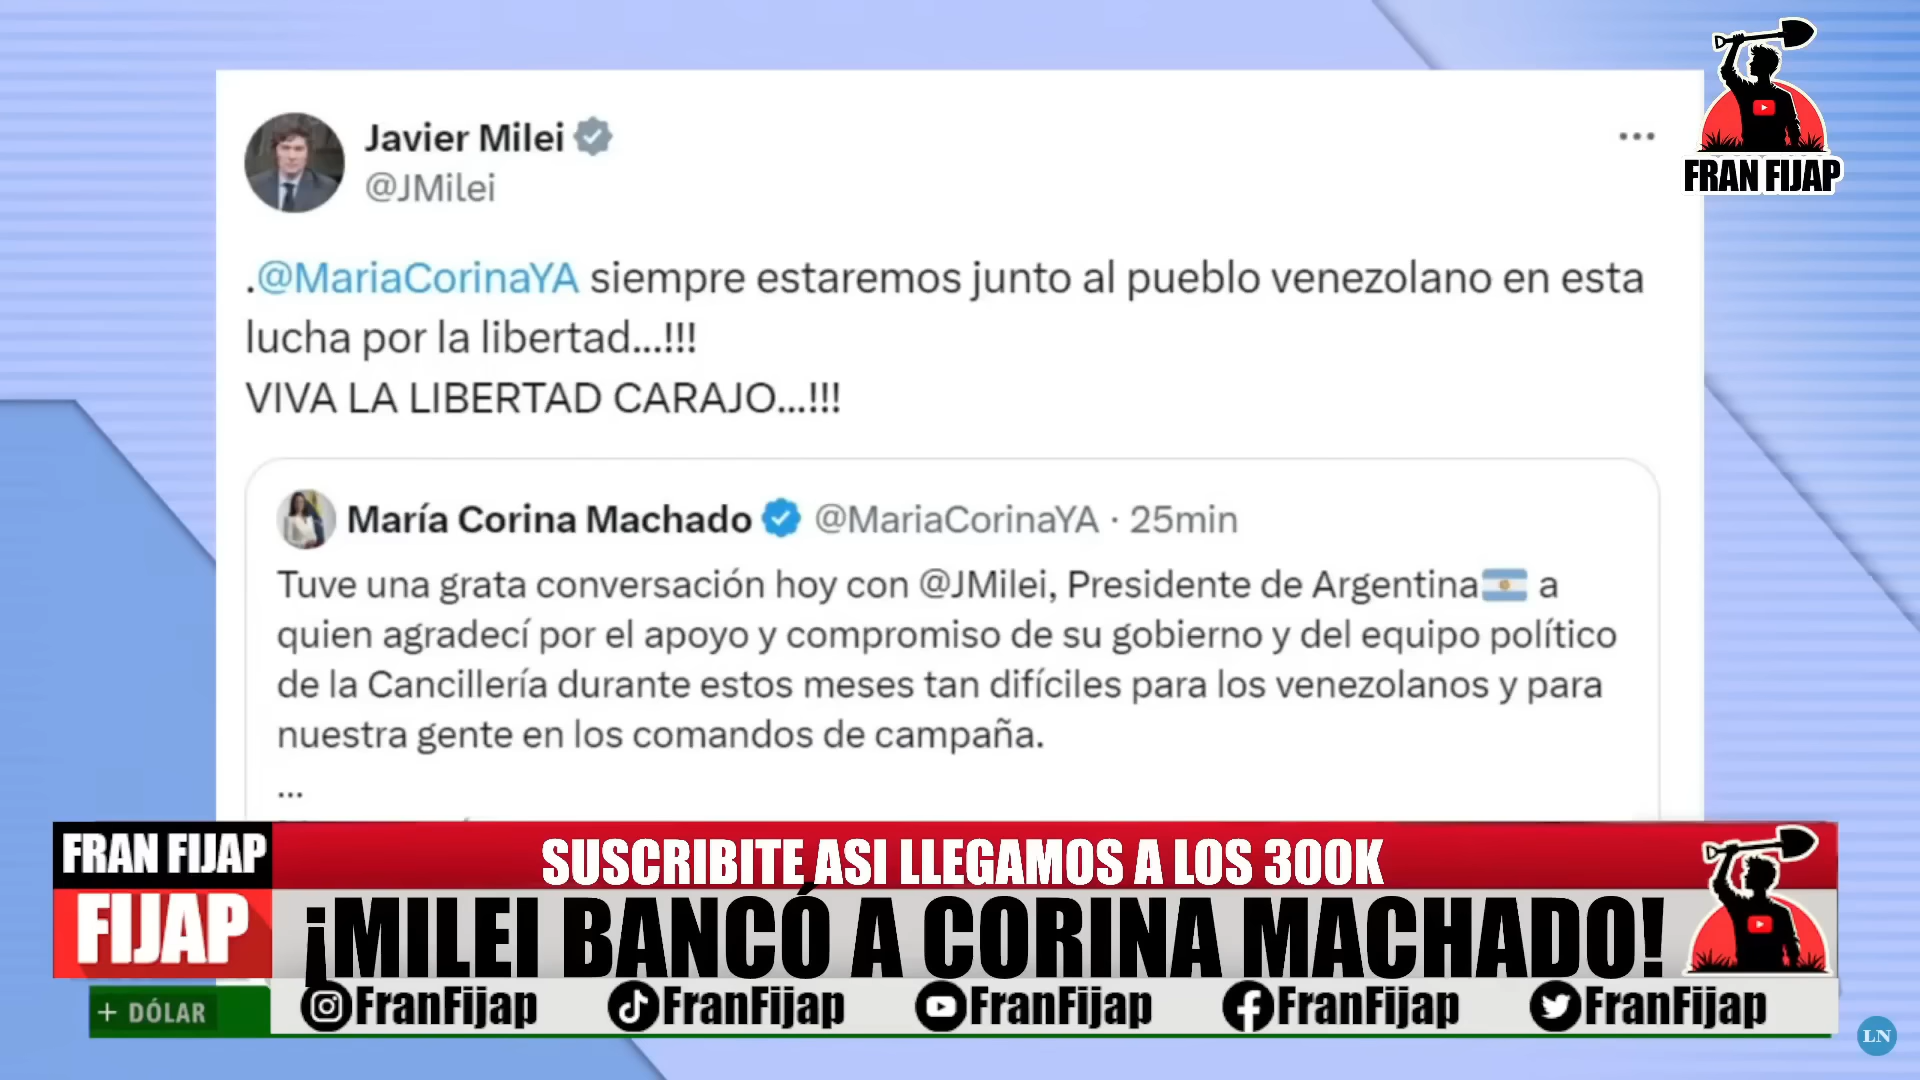 FRAN FIJAP
Javier Milei
@JMilei
.@MariaCorinaYA siempre estaremos junto al pueblo venezolano en esta
lucha por la libertad...!!!
VIVA LA LIBERTAD CARAJO...!!!
María Corina Machado @MariaCorinaYA · 25min
Tuve una grata conversación hoy con @JMilei, Presidente de Argentina🇦🇷 a
quien agradecí por el apoyo y compromiso de su gobierno y del equipo político
de la Cancillería durante estos meses tan difíciles para los venezolanos y para
nuestra gente en los comandos de campaña.
...
FRAN FIJAP
SUSCRIBITE ASI LLEGAMOS A LOS 300K
FIJAP
¡MILEI BANCÓ A CORINA MACHADO!
+ DÓLAR
FranFijap FranFijap FranFijap FranFijap FranFijap
LN